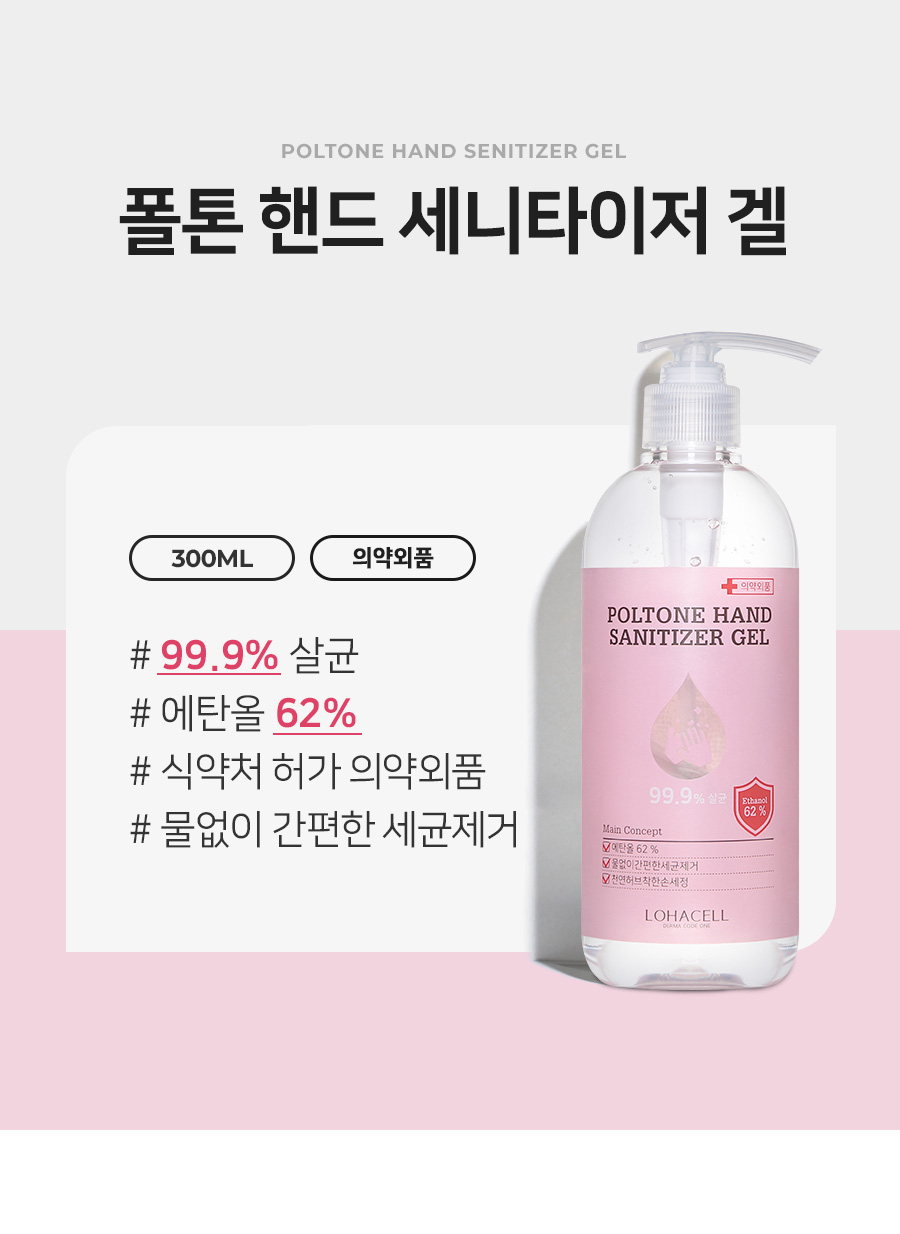 POLTONE HAND SENITIZER GEL
폴톤 핸드 세니타이저 겔
300ML
의약외품
# 99.9% 살균
# 에탄올 62%
# 식약처 허가 의약외품
# 물없이 간편한 세균제거
의약외품
POLTONE HAND
SANITIZER GEL
99.9% 살균
Ethanol
62 %
Main Concept
에탄올 62 %
물없이간편한세균제거
천연허브착한손세정
LOHACELL
DERMA CODE ONE